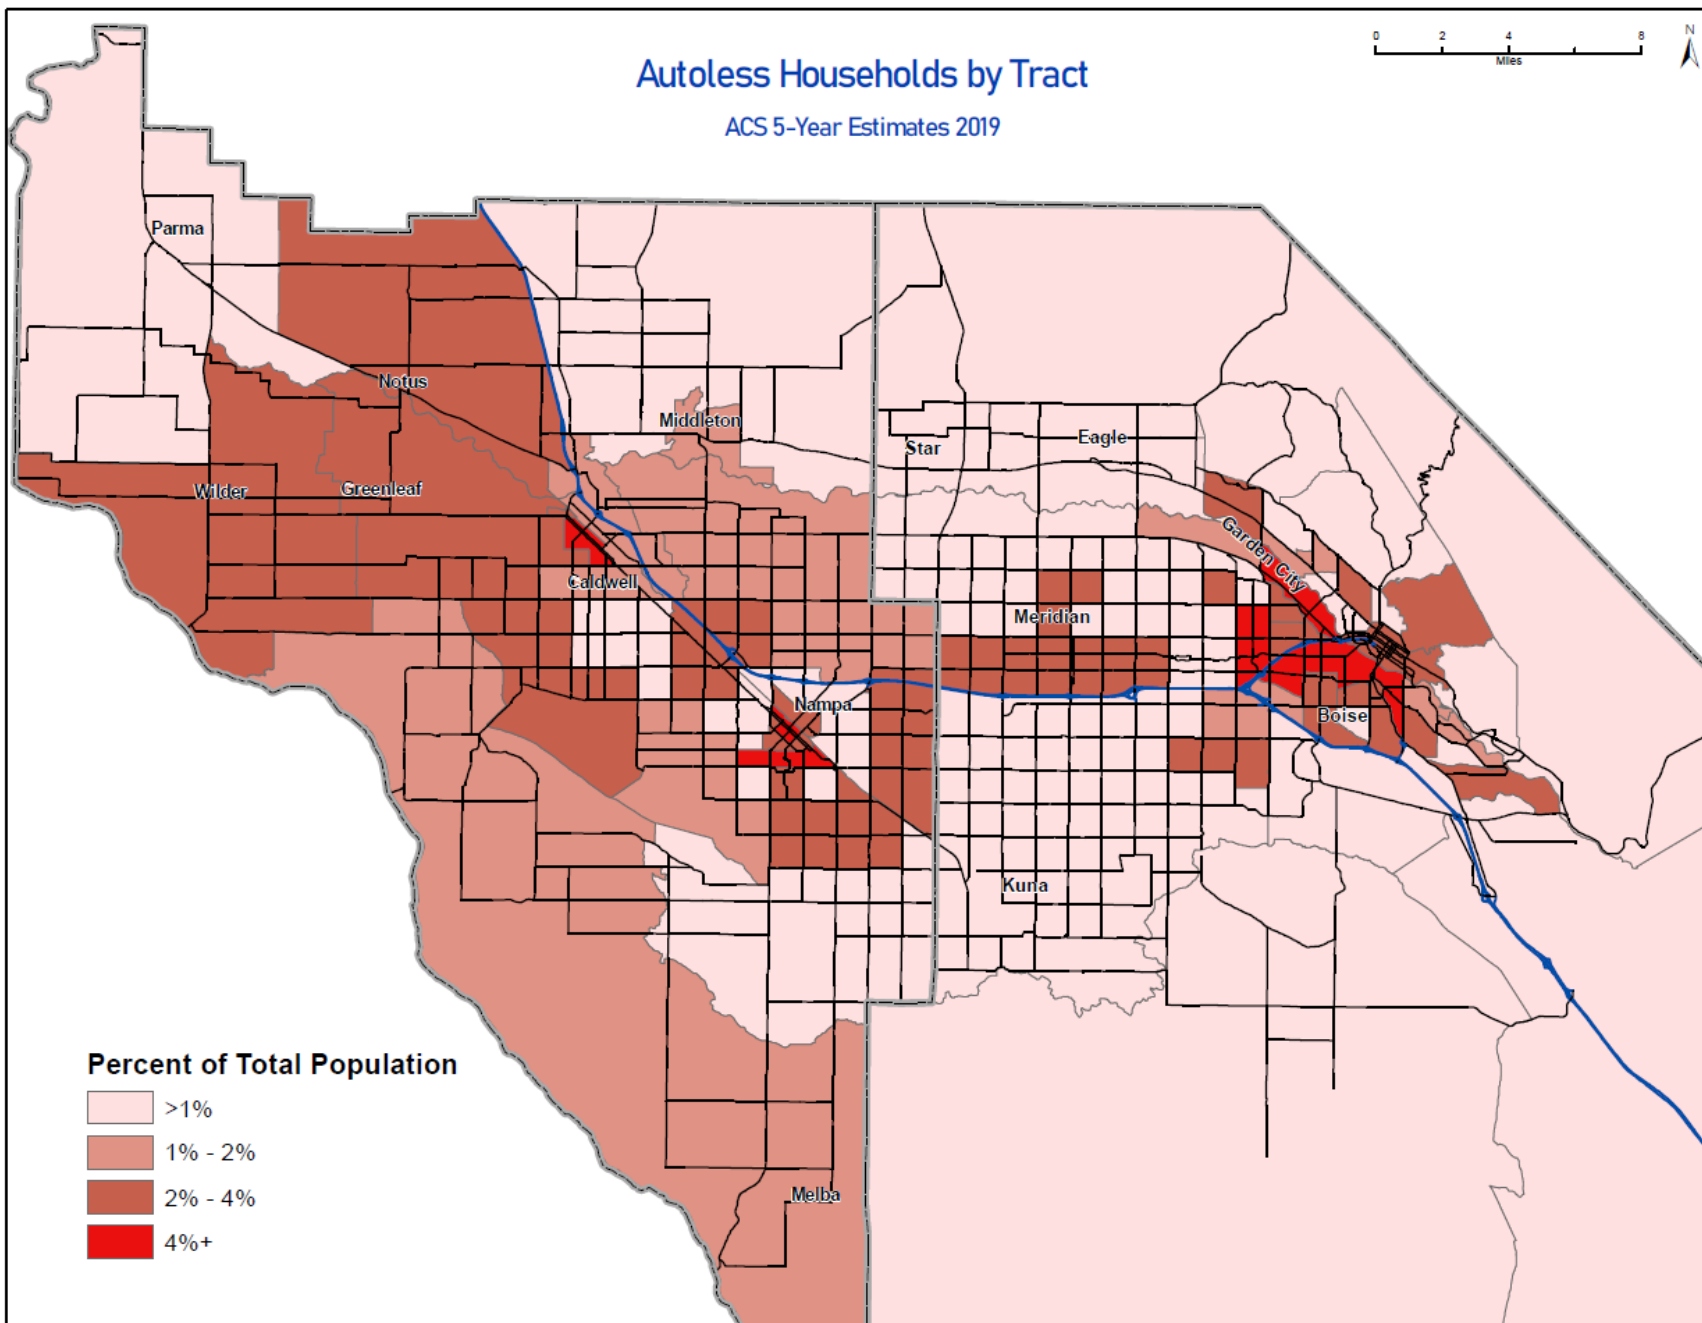 Autoless Households by Tract
ACS 5-Year Estimates 2019
0 2 4 8
Miles
N
Parma
Notus
Middleton
Star
Eagle
Wilder
Greenleaf
Garden City
Caldwell
Meridian
Nampa
Boise
Kuna
Melba
Percent of Total Population
>1%
1% - 2%
2% - 4%
4%+